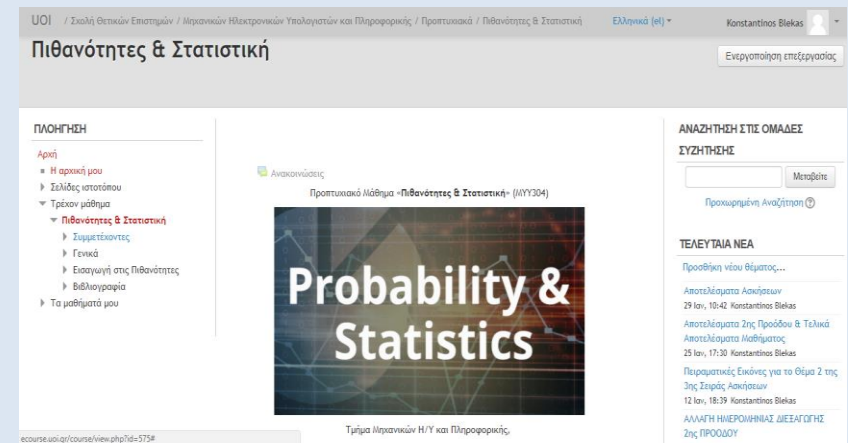 UOI / Σχολή Θετικών Επιστημών / Μηχανικών Ηλεκτρονικών Υπολογιστών και Πληροφορικής / Προπτυχιακά / Πιθανότητες & Στατιστική Ελληνικά (el) Konstantinos Blekas
Πιθανότητες & Στατιστική
Ενεργοποίηση επεξεργασίας
ΠΛΟΗΓΗΣΗ
Αρχή
Η αρχική μου
Σελίδες ιστοτόπου
Τρέχον μάθημα
Πιθανότητες & Στατιστική
Συμμετέχοντες
Γενικά
Εισαγωγή στις Πιθανότητες
Βιβλιογραφία
Τα μαθήματά μου
Ανακοινώσεις
Προπτυχιακό Μάθημα «Πιθανότητες & Στατιστική» (ΜΥΥ304)
Probability &
Statistics
Τμήμα Μηχανικών Η/Υ και Πληροφορικής,
ΑΝΑΖΗΤΗΣΗ ΣΤΙΣ ΟΜΑΔΕΣ
ΣΥΖΗΤΗΣΗΣ
Μεταβείτε
Προχωρημένη Αναζήτηση
ΤΕΛΕΥΤΑΙΑ ΝΕΑ
Προσθήκη νέου θέματος...
Αποτελέσματα Ασκήσεων
29 Ιαν, 10:42 Konstantinos Blekas
Αποτελέσματα 2ης Προόδου & Τελικά
Αποτελέσματα Μαθήματος
25 Ιαν, 17:30 Konstantinos Blekas
Πειραματικές Εικόνες για το Θέμα 2 της
3ης Σειράς Ασκήσεων
12 Ιαν, 18:39 Konstantinos Blekas
ΑΛΛΑΓΗ ΗΜΕΡΟΜΗΝΙΑΣ ΔΙΕΞΑΓΩΓΗΣ
2ης ΠΡΟΟΔΟΥ
ecourse.uoi.gr/course/view.php?id=575#